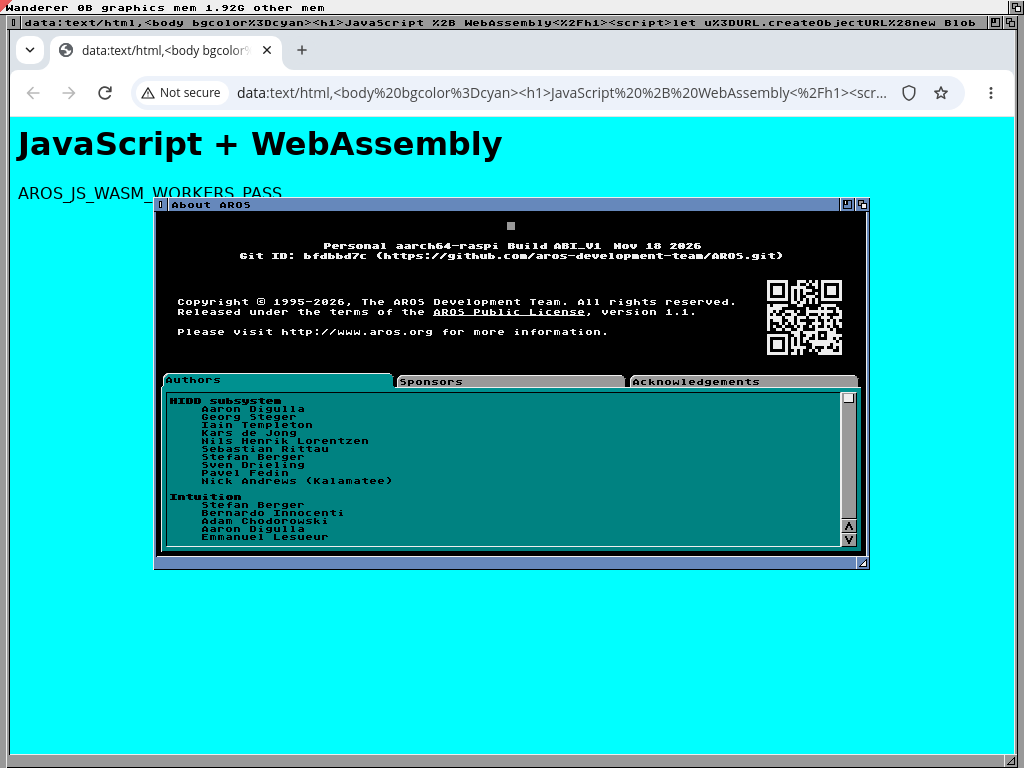 Wanderer 0B graphics mem 1.92G other mem
data:text/html,<body bgcolor%3Dcyan><h1>JavaScript %2B WebAssembly<%2Fh1><script>let u%3DURL.createObjectURL%28new Blob
data:text/html,<body bgcolor%
Not secure
data:text/html,<body%20bgcolor%3Dcyan><h1>JavaScript%20%2B%20WebAssembly<%2Fh1><scr...
JavaScript + WebAssembly
AROS_JS_WASM_WORKERS_PASS
About AROS
Personal aarch64-raspi Build ABI_V1 Nov 18 2026
Git ID: bfdbbd7c (https://github.com/aros-development-team/AROS.git)
Copyright © 1995-2026, The AROS Development Team. All rights reserved.
Released under the terms of the AROS Public License, version 1.1.
Please visit http://www.aros.org for more information.
Authors
Sponsors
Acknowledgements
HIDD subsystem
Aaron Digulla
Georg Steger
Iain Templeton
Kars de Jong
Nils Henrik Lorentzen
Sebastian Rittau
Stefan Berger
Sven Drieling
Pavel Fedin
Nick Andrews (Kalamatee)
Intuition
Stefan Berger
Bernardo Innocenti
Adam Chodorowski
Aaron Digulla
Emmanuel Lesueur